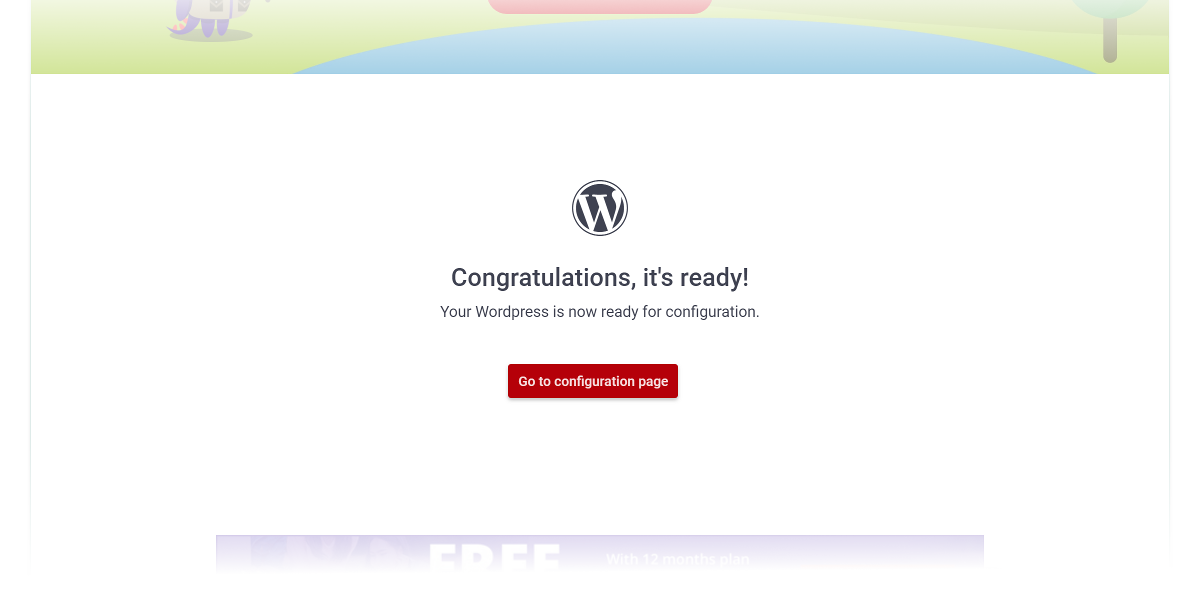 Congratulations, it's ready!
Your Wordpress is now ready for configuration.
Go to configuration page
FREE
With 12 months plan